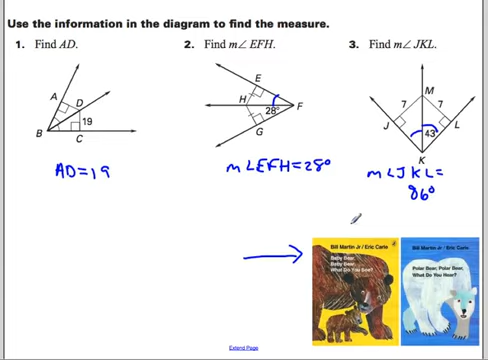 Use the information in the diagram to find the measure.
1. Find AD.
2. Find m∠ EFH.
3. Find m∠ JKL.
A
D
19
B
C
E
H
28°
F
G
M
7
7
J
L
43°
K
AD=19
m∠EFH=28°
m∠JKL=
86°
Bill Martin Jr / Eric Carle
Baby Bear,
Baby Bear,
What Do You See?
Bill Martin Jr / Eric Carle
Polar Bear, Polar Bear,
What Do You Hear?
Extend Page